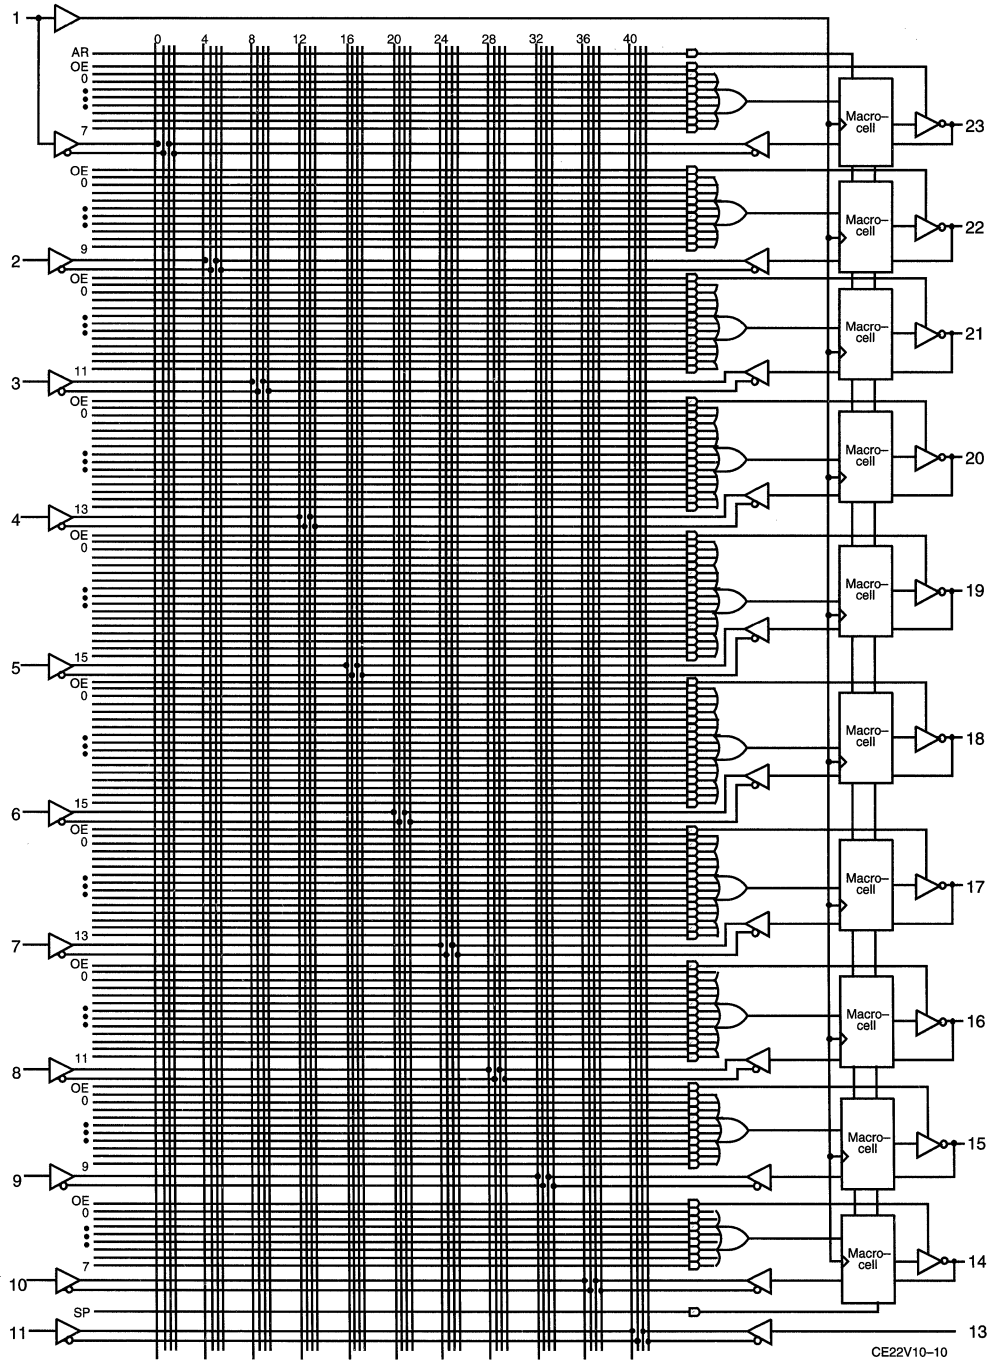 1
0 4 8 12 16 20 24 28 32 36 40
AR
OE
0
Macro–
cell
23
7
OE
0
Macro–
cell
22
9
2
OE
0
Macro–
cell
21
11
3
OE
0
Macro–
cell
20
13
4
OE
0
Macro–
cell
19
15
5
OE
0
Macro–
cell
18
15
6
OE
0
Macro–
cell
17
13
7
OE
0
Macro–
cell
16
11
8
OE
0
Macro–
cell
15
9
9
OE
0
Macro–
cell
14
7
10
SP
11
13
CE22V10–10